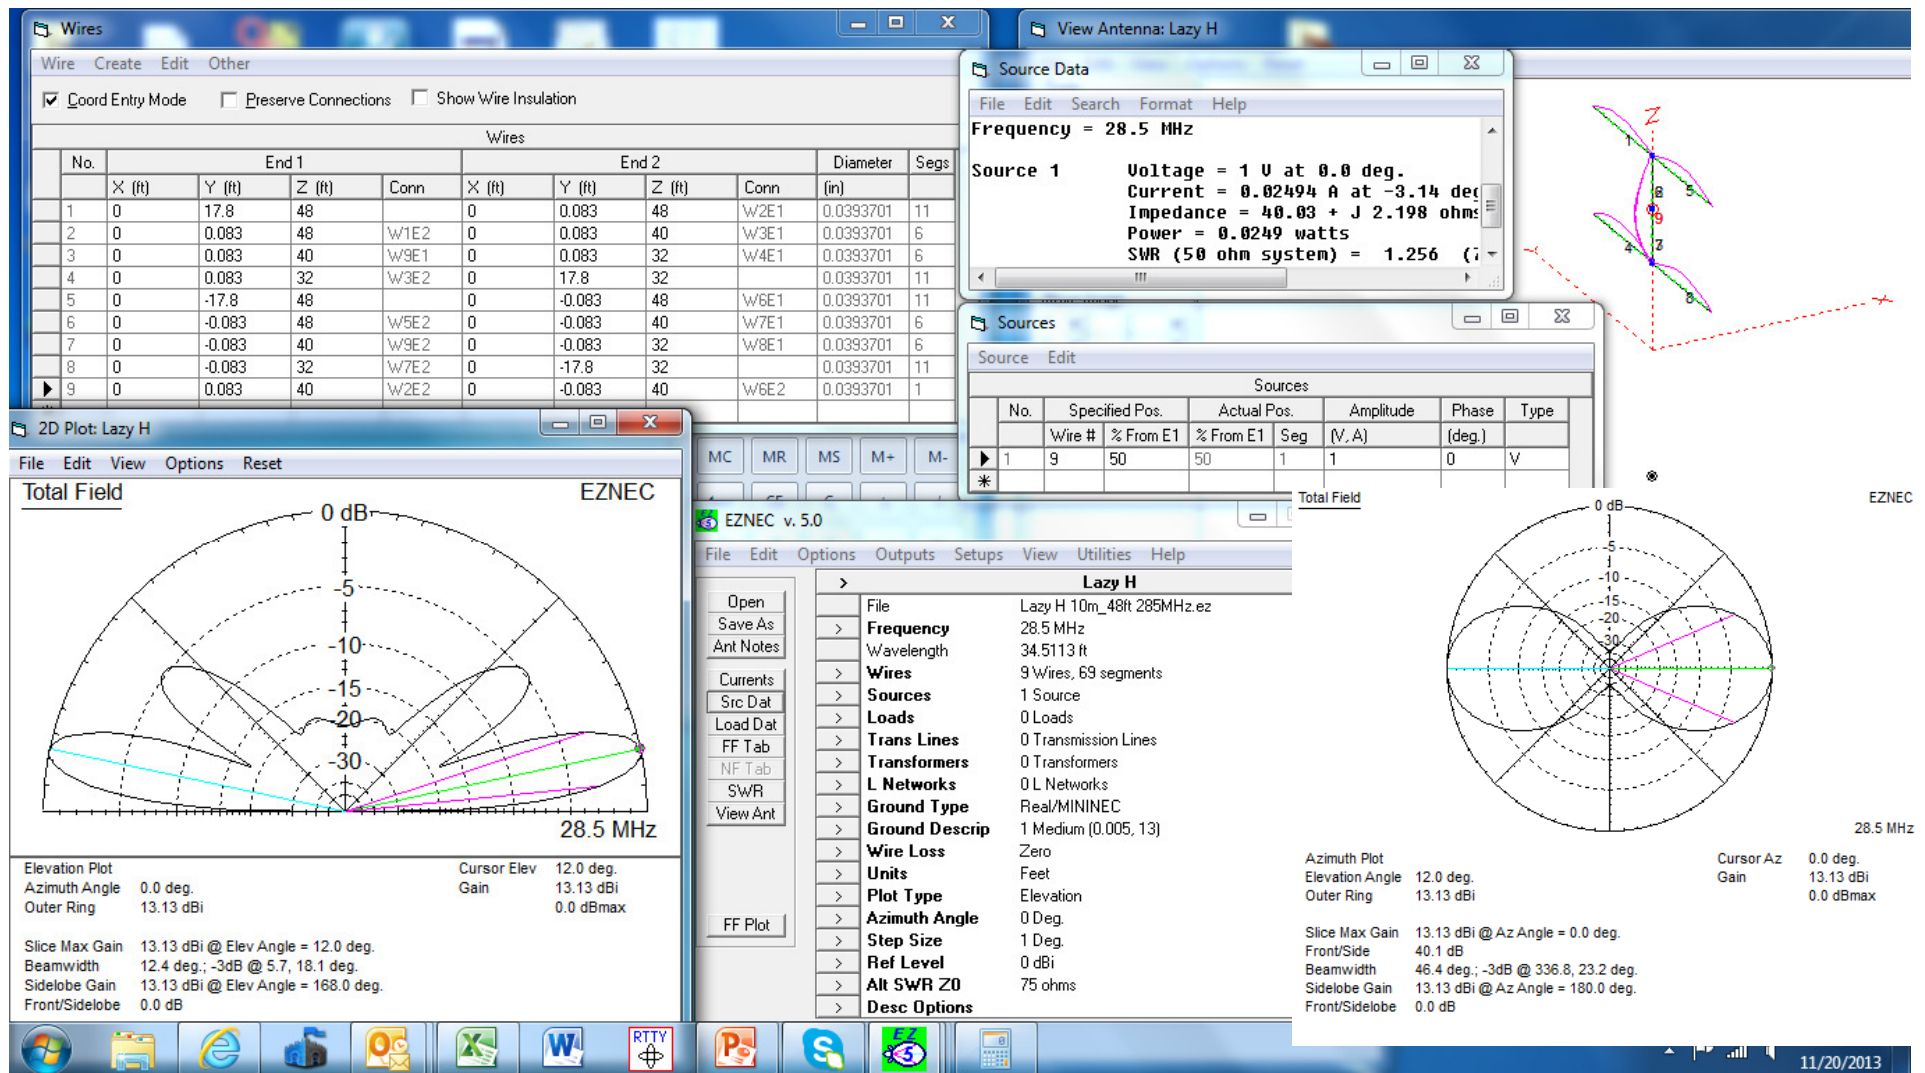 Wires
Wire Create Edit Other
Coord Entry Mode Preserve Connections Show Wire Insulation
Wires
No. End 1 End 2 Diameter Segs
X (ft) Y (ft) Z (ft) Conn X (ft) Y (ft) Z (ft) Conn (in)
1 0 17.8 48 0 0.083 48 W2E1 0.0393701 11
2 0 0.083 48 W1E2 0 0.083 40 W3E1 0.0393701 6
3 0 0.083 40 W9E1 0 0.083 32 W4E1 0.0393701 6
4 0 0.083 32 W3E2 0 17.8 32 0.0393701 11
5 0 -17.8 48 0 -0.083 48 W6E1 0.0393701 11
6 0 -0.083 48 W5E2 0 -0.083 40 W7E1 0.0393701 6
7 0 -0.083 40 W9E2 0 -0.083 32 W8E1 0.0393701 6
8 0 -0.083 32 W7E2 0 -17.8 32 0.0393701 11
9 0 0.083 40 W2E2 0 -0.083 40 W6E2 0.0393701 1
View Antenna: Lazy H
Z
1
6
5
9
4
3
8
Source Data
File Edit Search Format Help
Frequency = 28.5 MHz
Source 1 Voltage = 1 V at 0.0 deg.
Current = 0.02494 A at -3.14 deg
Impedance = 40.03 + J 2.198 ohms
Power = 0.0249 watts
SWR (50 ohm system) = 1.256 (7
Sources
Source Edit
Sources
No. Specified Pos. Actual Pos. Amplitude Phase Type
Wire # % From E1 % From E1 Seg (V, A) (deg.)
1 9 50 50 1 1 0 V
2D Plot: Lazy H
File Edit View Options Reset
Total Field EZNEC
0 dB
-5
-10
-15
-20
-30
28.5 MHz
Elevation Plot Cursor Elev 12.0 deg.
Azimuth Angle 0.0 deg. Gain 13.13 dBi
Outer Ring 13.13 dBi 0.0 dBmax
Slice Max Gain 13.13 dBi @ Elev Angle = 12.0 deg.
Beamwidth 12.4 deg.; -3dB @ 5.7, 18.1 deg.
Sidelobe Gain 13.13 dBi @ Elev Angle = 168.0 deg.
Front/Sidelobe 0.0 dB
MC MR MS M+ M-
EZNEC v. 5.0
File Edit Options Outputs Setups View Utilities Help
Open
Save As
Ant Notes
Currents
Src Dat
Load Dat
FF Tab
NF Tab
SWR
View Ant
FF Plot
> Lazy H
File Lazy H 10m_48ft 285MHz.ez
> Frequency 28.5 MHz
Wavelength 34.5113 ft
> Wires 9 Wires, 69 segments
> Sources 1 Source
> Loads 0 Loads
> Trans Lines 0 Transmission Lines
> Transformers 0 Transformers
> L Networks 0 L Networks
> Ground Type Real/MININEC
> Ground Descrip 1 Medium (0.005, 13)
> Wire Loss Zero
> Units Feet
> Plot Type Elevation
> Azimuth Angle 0 Deg.
> Step Size 1 Deg.
> Ref Level 0 dBi
> Alt SWR Z0 75 ohms
> Desc Options
Total Field EZNEC
0 dB
-5
-10
-15
-20
-30
28.5 MHz
Azimuth Plot Cursor Az 0.0 deg.
Elevation Angle 12.0 deg. Gain 13.13 dBi
Outer Ring 13.13 dBi 0.0 dBmax
Slice Max Gain 13.13 dBi @ Az Angle = 0.0 deg.
Front/Side 40.1 dB
Beamwidth 46.4 deg.; -3dB @ 336.8, 23.2 deg.
Sidelobe Gain 13.13 dBi @ Az Angle = 180.0 deg.
Front/Sidelobe 0.0 dB
RTTY
EZ
5
11/20/2013